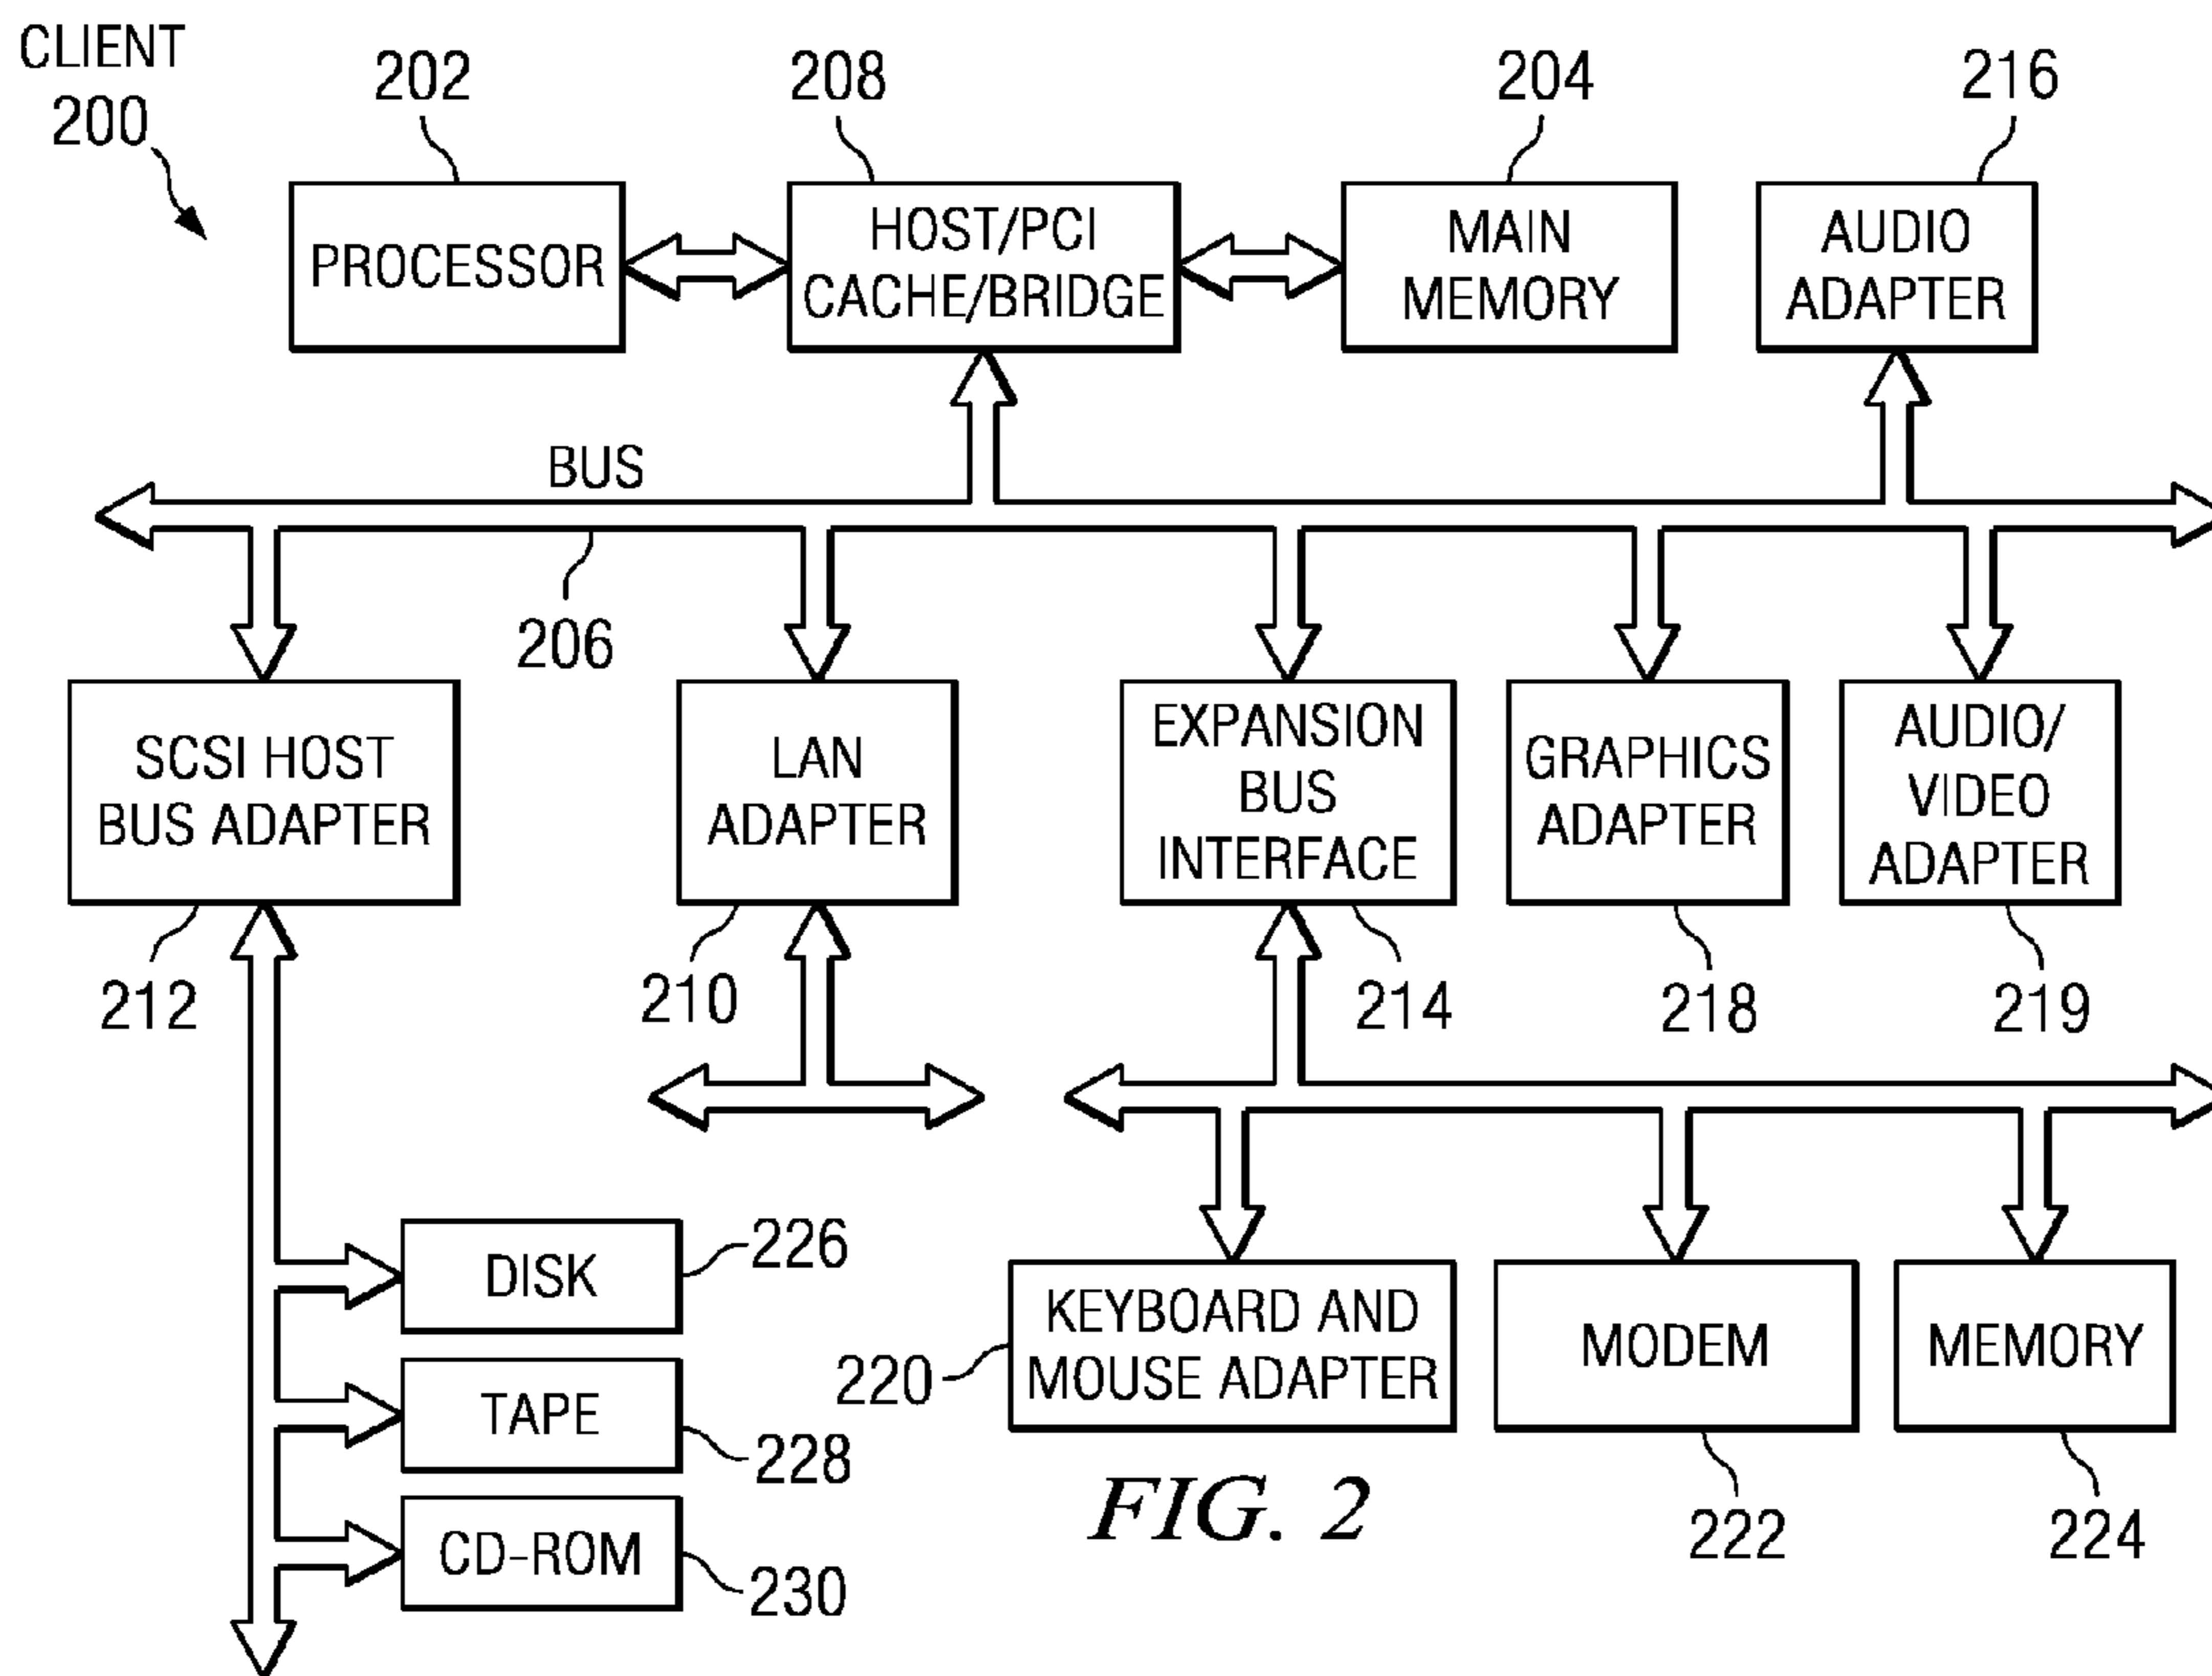 CLIENT
200
202
208
204
216
PROCESSOR
HOST/PCI
CACHE/BRIDGE
MAIN
MEMORY
AUDIO
ADAPTER
BUS
206
SCSI HOST
BUS ADAPTER
LAN
ADAPTER
EXPANSION
BUS
INTERFACE
GRAPHICS
ADAPTER
AUDIO/
VIDEO
ADAPTER
212
210
214
218
219
DISK
226
TAPE
228
CD-ROM
230
220
KEYBOARD AND
MOUSE ADAPTER
MODEM
MEMORY
222
224
FIG. 2